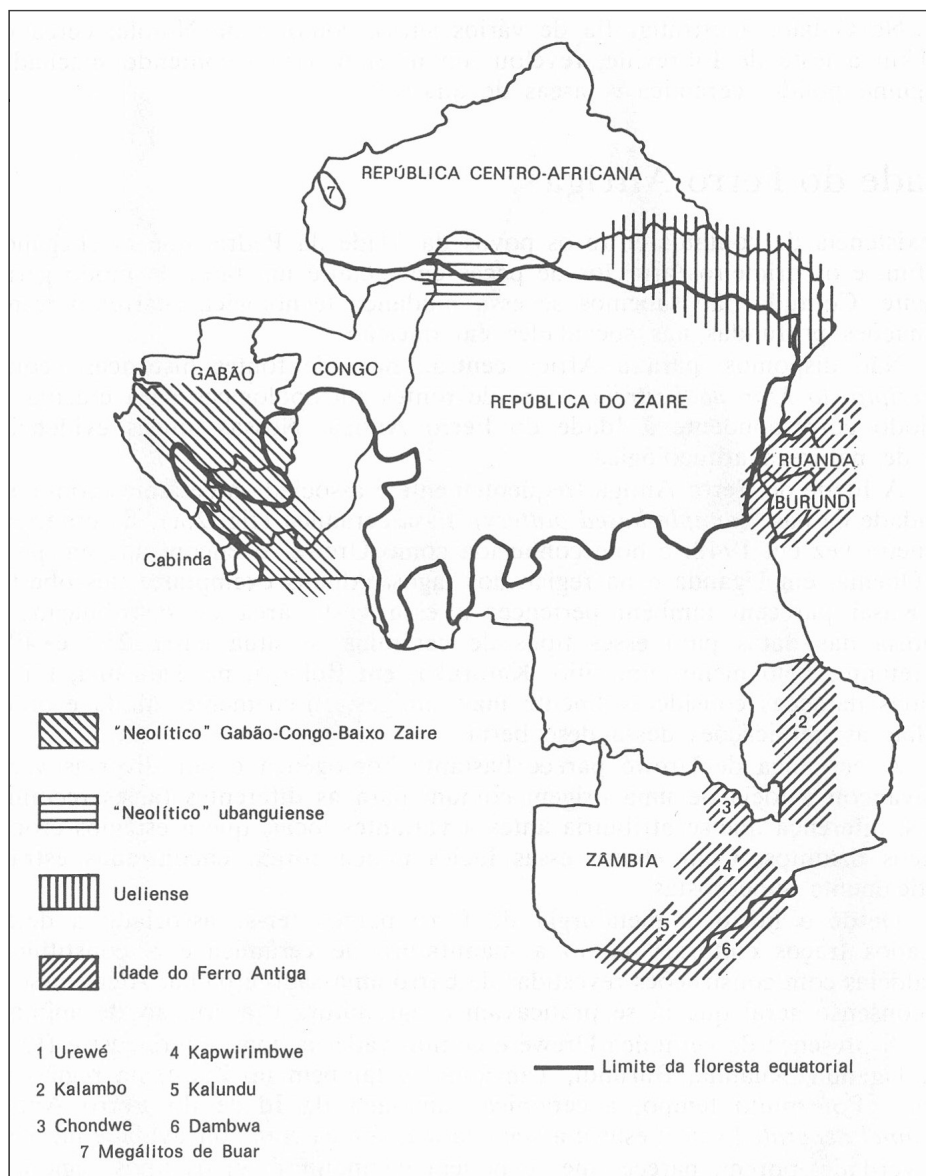 REPÚBLICA CENTRO-AFRICANA
7
GABÃO
CONGO
REPÚBLICA DO ZAIRE
1
RUANDA
BURUNDI
Cabinda
2
3
ZÂMBIA
4
5
6
"Neolítico" Gabão-Congo-Baixo Zaire
"Neolítico" ubanguiense
Ueliense
Idade do Ferro Antiga
1 Urewé
2 Kalambo
3 Chondwe
4 Kapwirimbwe
5 Kalundu
6 Dambwa
7 Megálitos de Buar
Limite da floresta equatorial